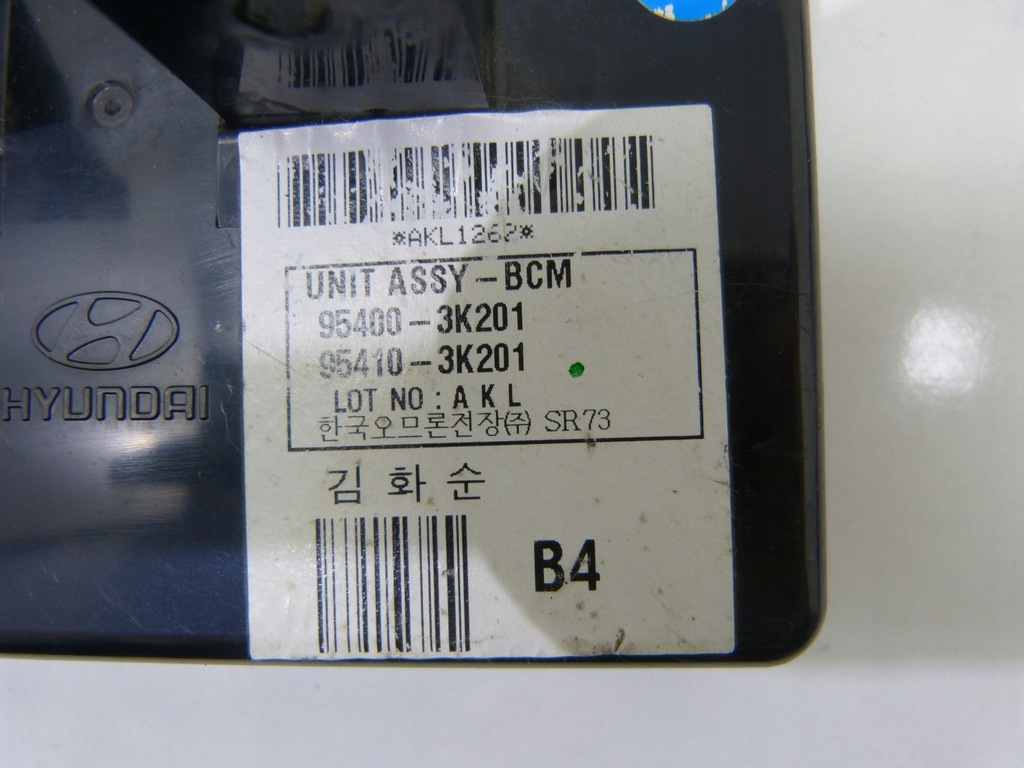 *AKL1262*
UNIT ASSY-BCM
95400-3K201
95410-3K201
LOT NO : A K L
한국오므론전장㈜ SR73
HYUNDAI
김 화 순
B4